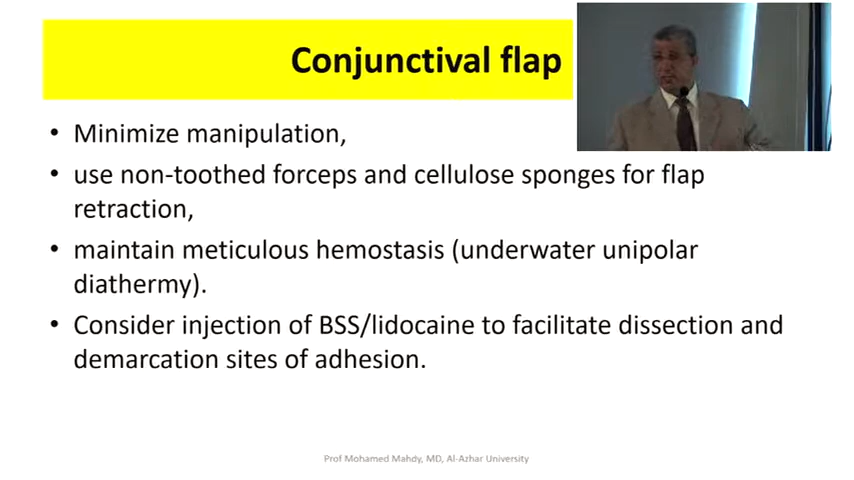 Conjunctival flap
• Minimize manipulation,
• use non-toothed forceps and cellulose sponges for flap
retraction,
• maintain meticulous hemostasis (underwater unipolar
diathermy).
• Consider injection of BSS/lidocaine to facilitate dissection and
demarcation sites of adhesion.
Prof Mohamed Mahdy, MD, Al-Azhar University